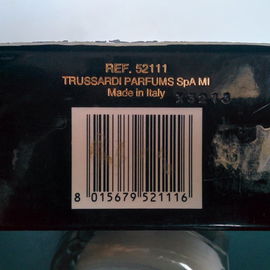 REF. 52111
TRUSSARDI PARFUMS SpA MI
Made in Italy
8 015679 521116